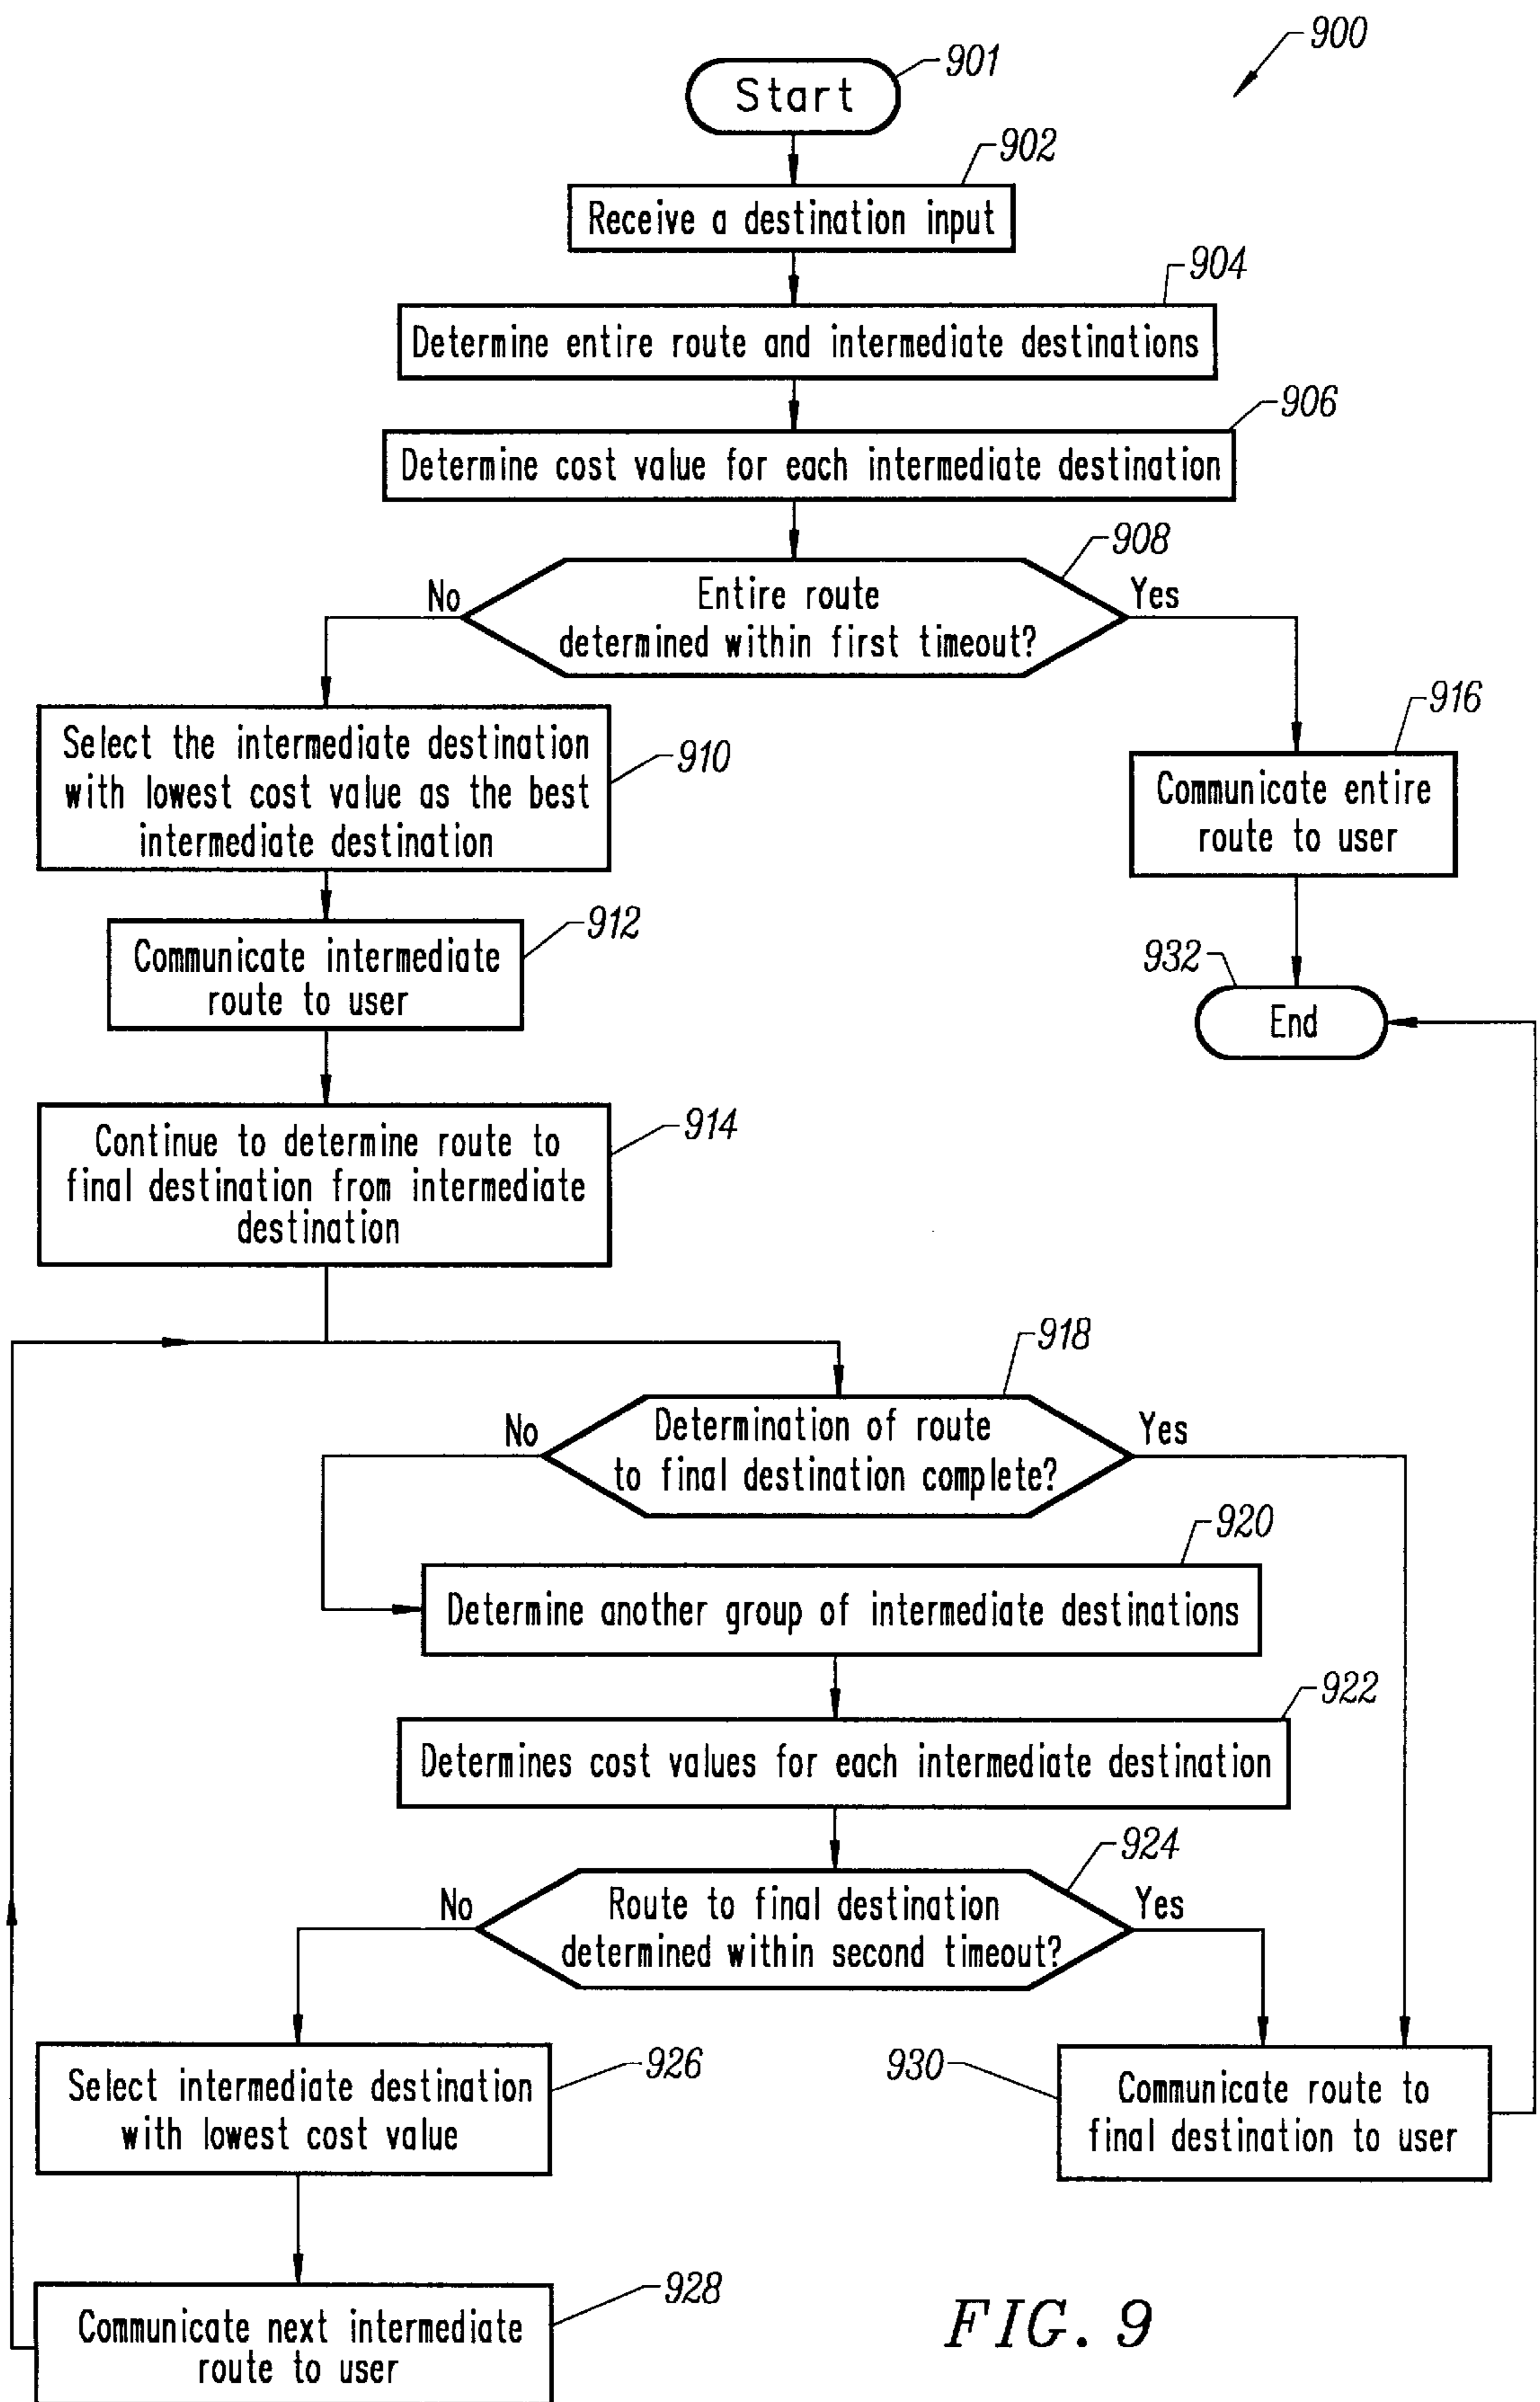 900
Start
901
902
Receive a destination input
904
Determine entire route and intermediate destinations
906
Determine cost value for each intermediate destination
908
No
Entire route
determined within first timeout?
Yes
Select the intermediate destination
with lowest cost value as the best
intermediate destination
910
916
Communicate entire
route to user
912
Communicate intermediate
route to user
932
End
914
Continue to determine route to
final destination from intermediate
destination
918
No
Determination of route
to final destination complete?
Yes
920
Determine another group of intermediate destinations
922
Determines cost values for each intermediate destination
924
No
Route to final destination
determined within second timeout?
Yes
926
Select intermediate destination
with lowest cost value
930
Communicate route to
final destination to user
928
Communicate next intermediate
route to user
FIG. 9